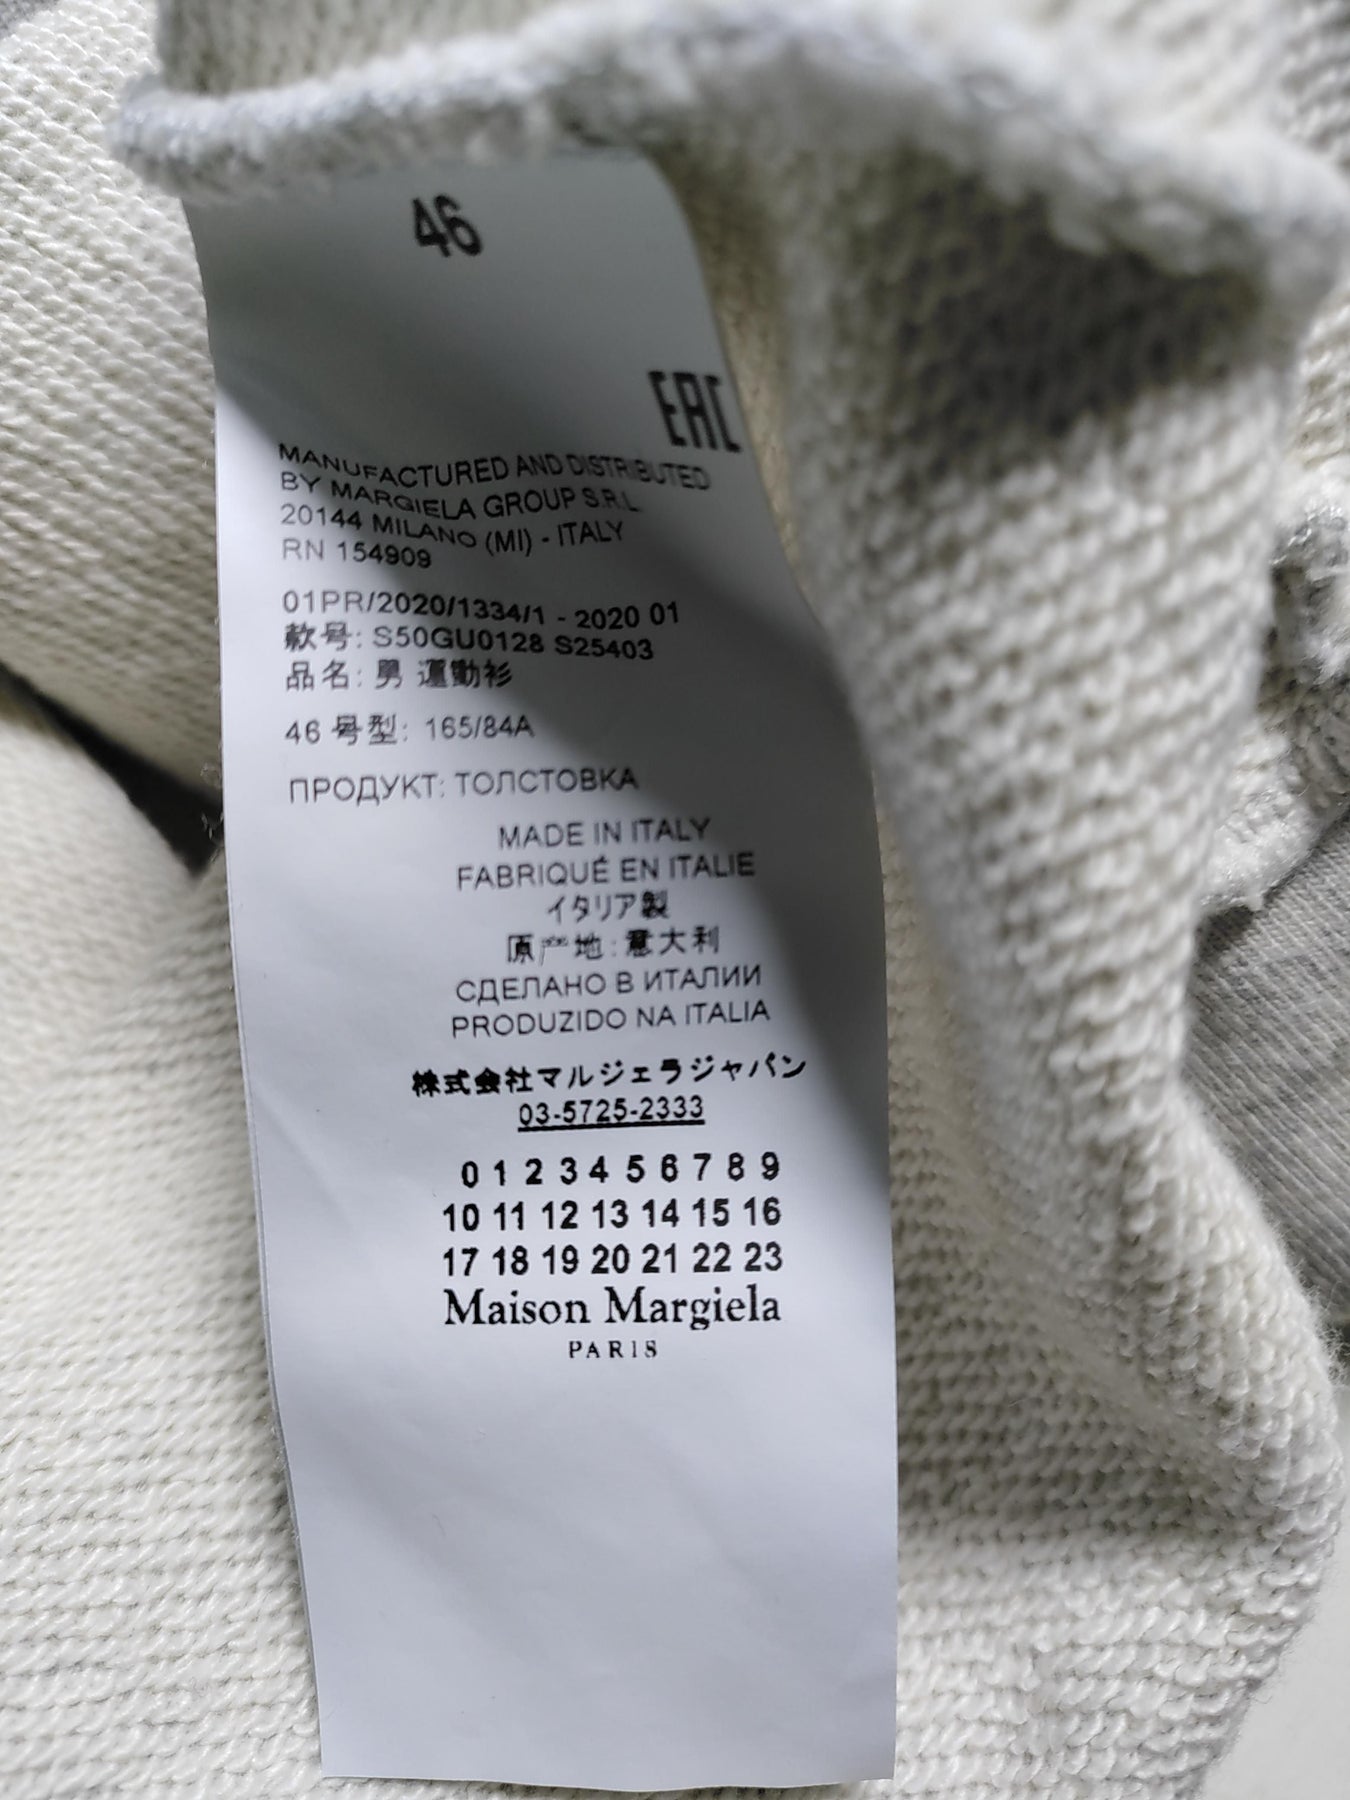 46
EAC
MANUFACTURED AND DISTRIBUTED
BY MARGIELA GROUP S.R.L
20144 MILANO (MI) - ITALY
RN 154909
01PR/2020/1334/1 - 2020 01
款号: S50GU0128 S25403
品名: 男 運動衫
46 号型: 165/84A
ПРОДУКТ: ТОЛСТОВКА
MADE IN ITALY
FABRIQUÉ EN ITALIE
イタリア製
原产地: 意大利
СДЕЛАНО В ИТАЛИИ
PRODUZIDO NA ITALIA
株式会社マルジェラジャパン
03-5725-2333
0 1 2 3 4 5 6 7 8 9
10 11 12 13 14 15 16
17 18 19 20 21 22 23
Maison Margiela
PARIS